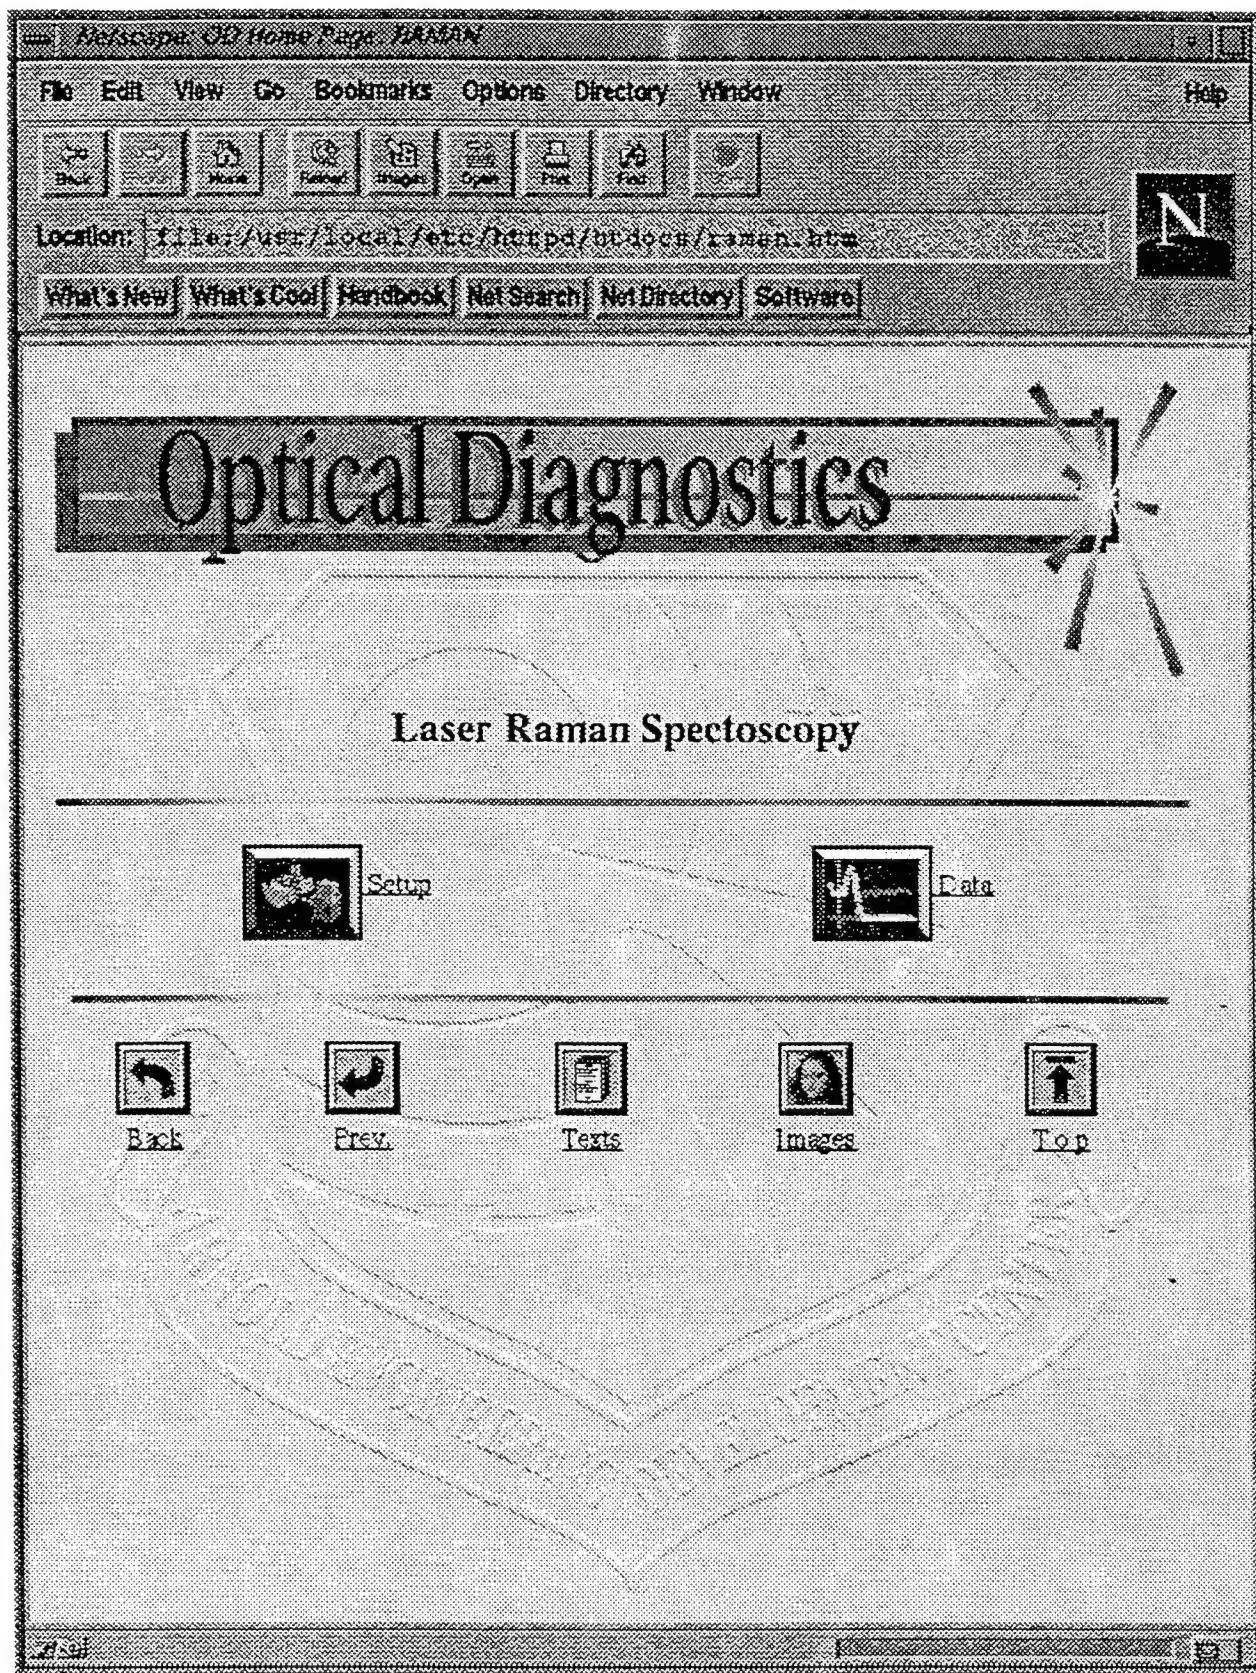 Netscape: OD Home Page: RAMAN
File Edit View Go Bookmarks Options Directory Window Help
Back Home Reload Images Open Print Find
N
Location: file:/usr/local/etc/httpd/htdocs/raman.htm
What's New! What's Cool! Handbook Net Search Net Directory Software
Optical Diagnostics
Laser Raman Spectoscopy
Setup Data
Back Prev. Texts Images Top